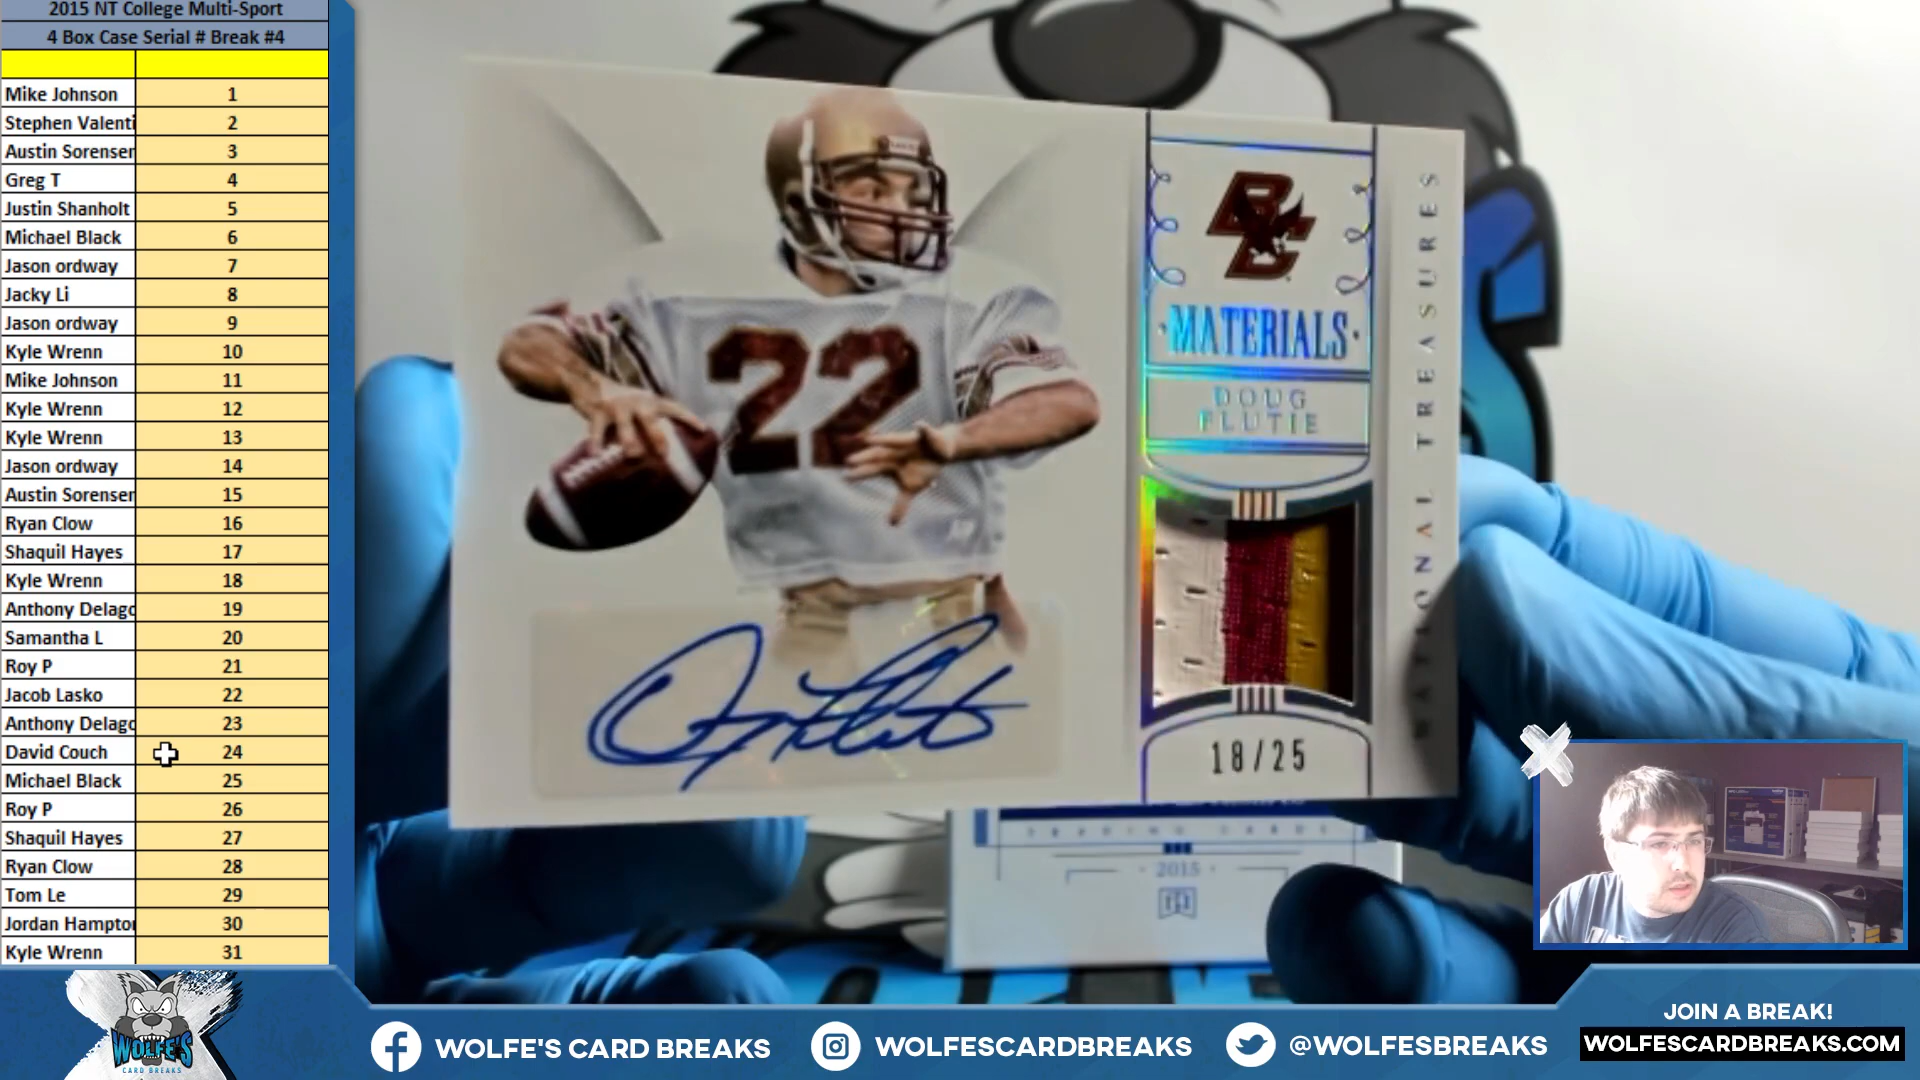 2015 NT College Multi-Sport
4 Box Case Serial # Break #4
Mike Johnson 1
Stephen Valenti 2
Austin Sorensen 3
Greg T 4
Justin Shanholt 5
Michael Black 6
Jason ordway 7
Jacky Li 8
Jason ordway 9
Kyle Wrenn 10
Mike Johnson 11
Kyle Wrenn 12
Kyle Wrenn 13
Jason ordway 14
Austin Sorensen 15
Ryan Clow 16
Shaquil Hayes 17
Kyle Wrenn 18
Anthony Delago 19
Samantha L 20
Roy P 21
Jacob Lasko 22
Anthony Delago 23
David Couch 24
Michael Black 25
Roy P 26
Shaquil Hayes 27
Ryan Clow 28
Tom Le 29
Jordan Hampton 30
Kyle Wrenn 31
22
BC
MATERIALS
DOUG
FLUTIE
18/25
NATIONAL TREASURES
TRADING CARDS
2015
WOLFE'S
CARD BREAKS
WOLFE'S CARD BREAKS
WOLFESCARDBREAKS
@WOLFESBREAKS
JOIN A BREAK!
WOLFESCARDBREAKS.COM